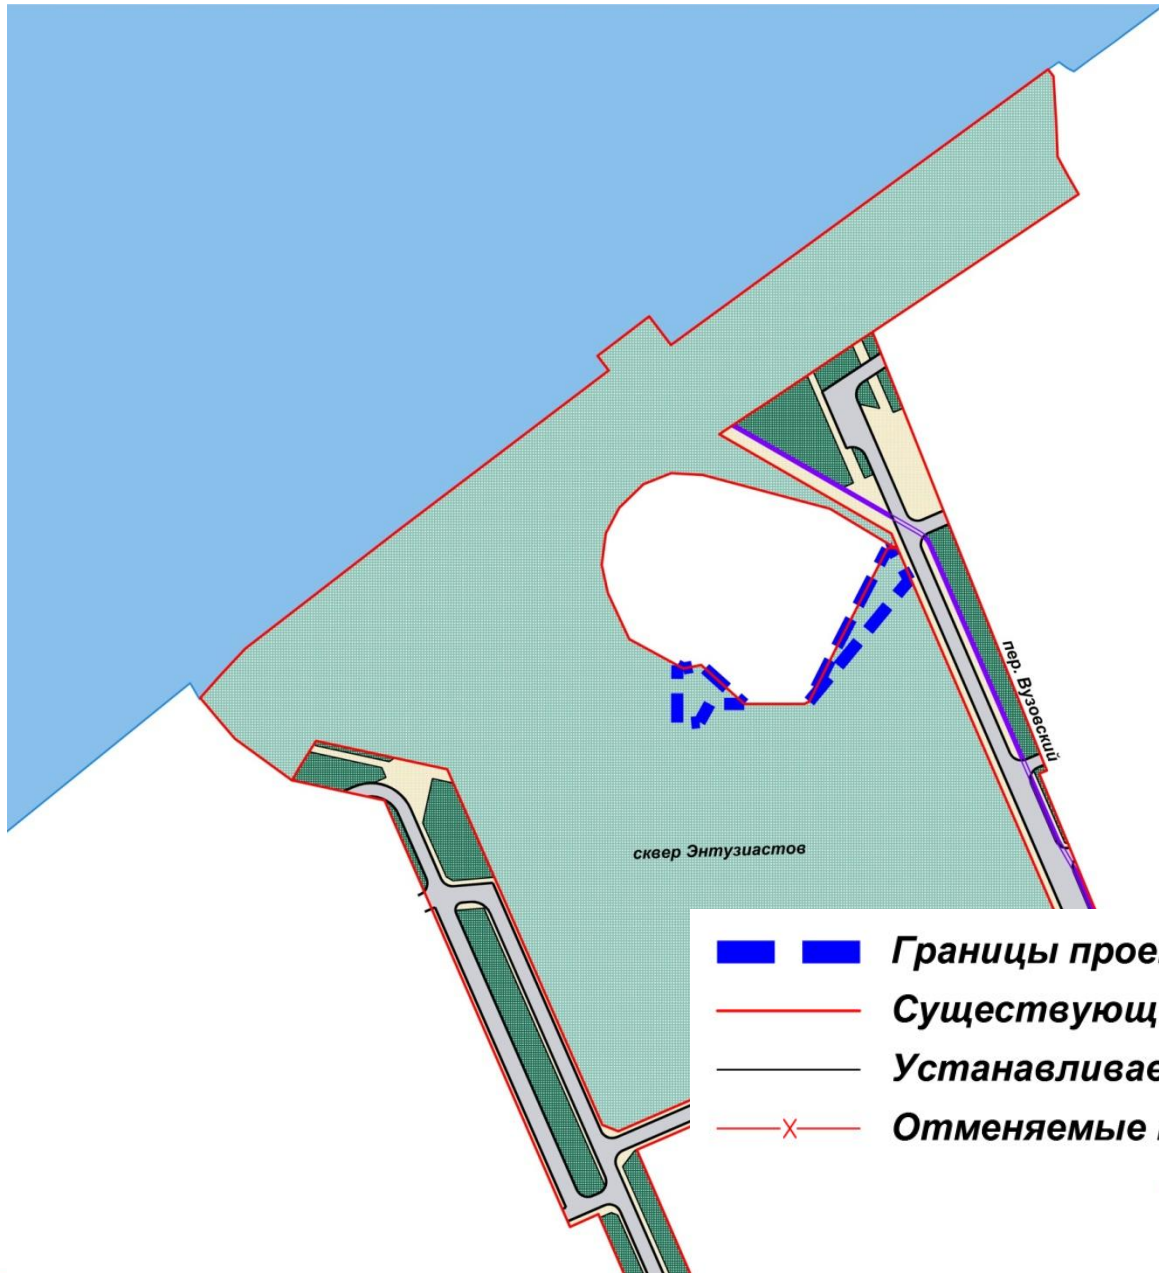 пер. Вузовский
сквер Энтузиастов
Границы прое
Существующ
Устанавливае
Отменяемые